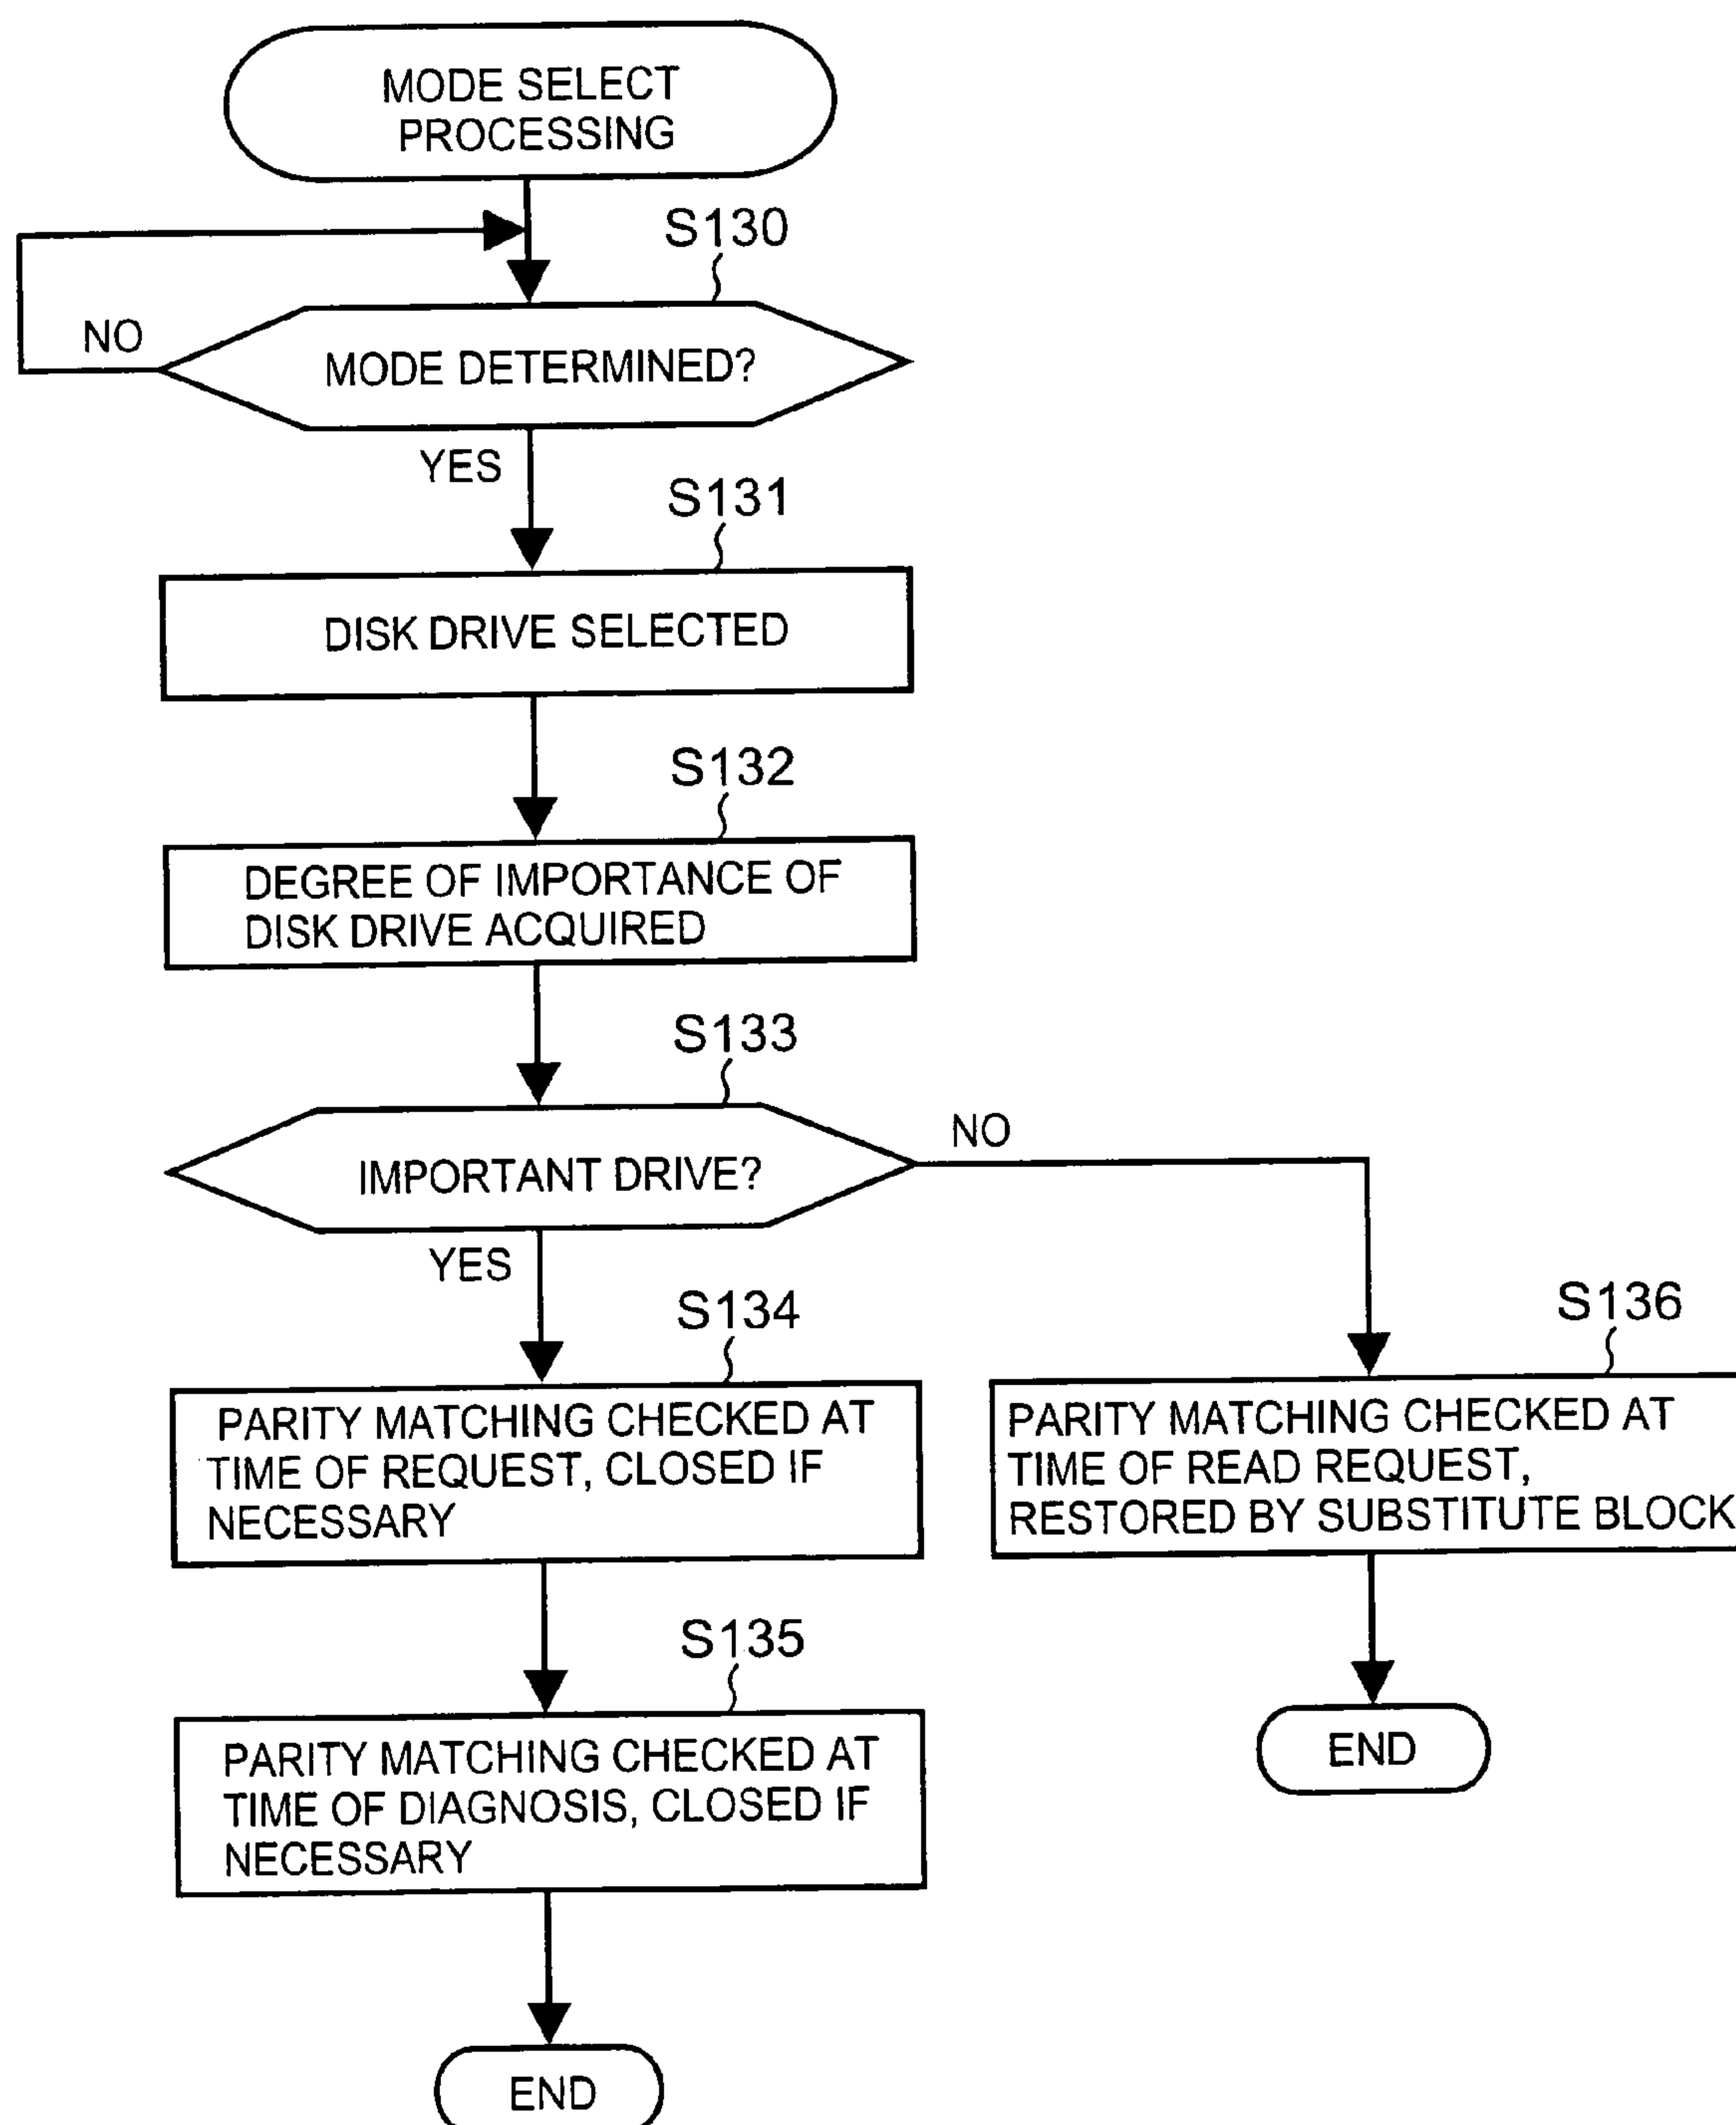 MODE SELECT
PROCESSING
S130
NO
MODE DETERMINED?
YES
S131
DISK DRIVE SELECTED
S132
DEGREE OF IMPORTANCE OF
DISK DRIVE ACQUIRED
S133
NO
IMPORTANT DRIVE?
YES
S134
PARITY MATCHING CHECKED AT
TIME OF REQUEST, CLOSED IF
NECESSARY
S136
PARITY MATCHING CHECKED AT
TIME OF READ REQUEST,
RESTORED BY SUBSTITUTE BLOCK
S135
PARITY MATCHING CHECKED AT
TIME OF DIAGNOSIS, CLOSED IF
NECESSARY
END
END